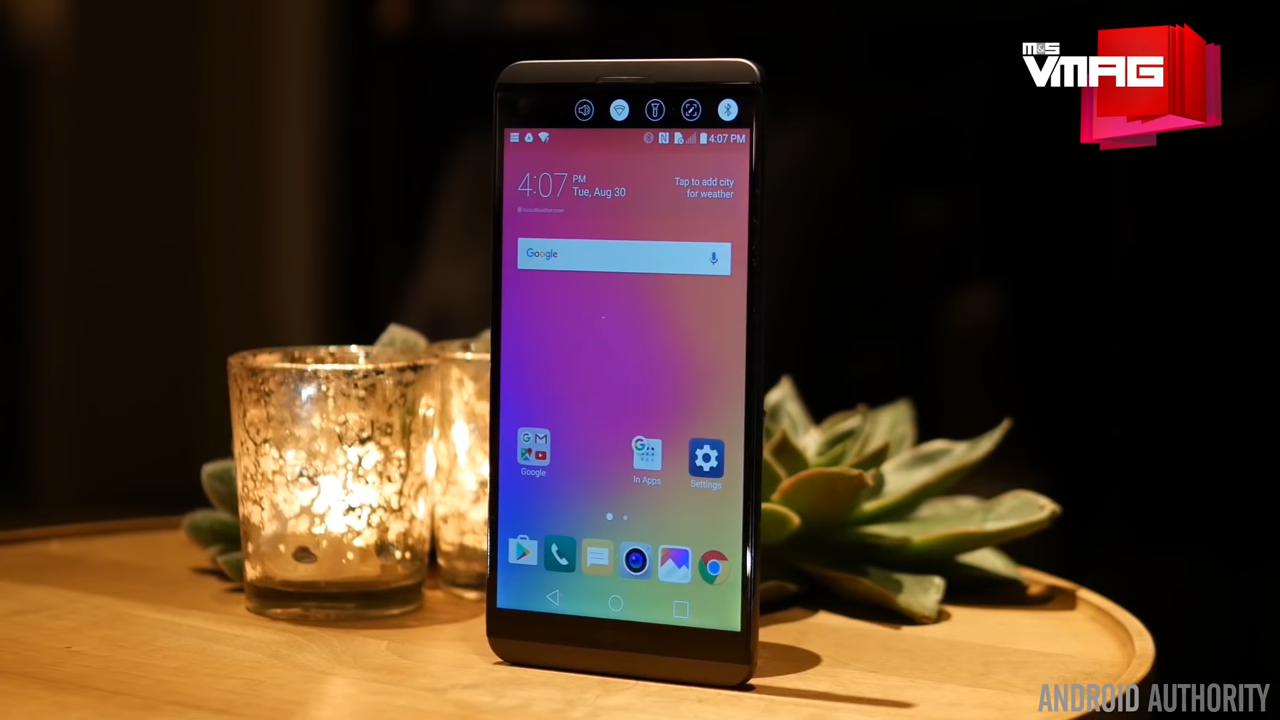 M&S
VMAG
4:07 PM
4:07 PM
Tue, Aug 30
Tap to add city
for weather
Google
Google
In Apps
Settings
ANDROID AUTHORITY